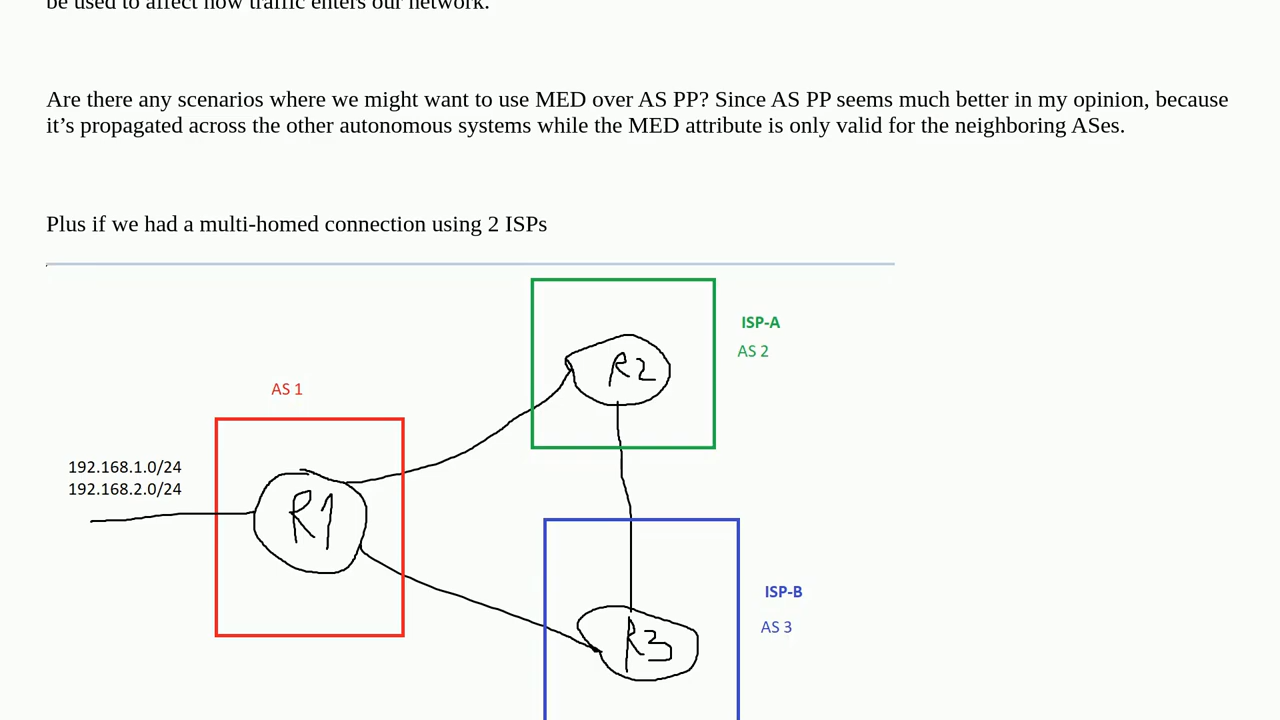 be used to affect how traffic enters our network.
Are there any scenarios where we might want to use MED over AS PP? Since AS PP seems much better in my opinion, because
it’s propagated across the other autonomous systems while the MED attribute is only valid for the neighboring ASes.
Plus if we had a multi-homed connection using 2 ISPs
ISP-A
AS 2
R2
AS 1
192.168.1.0/24
192.168.2.0/24
R1
ISP-B
AS 3
R3